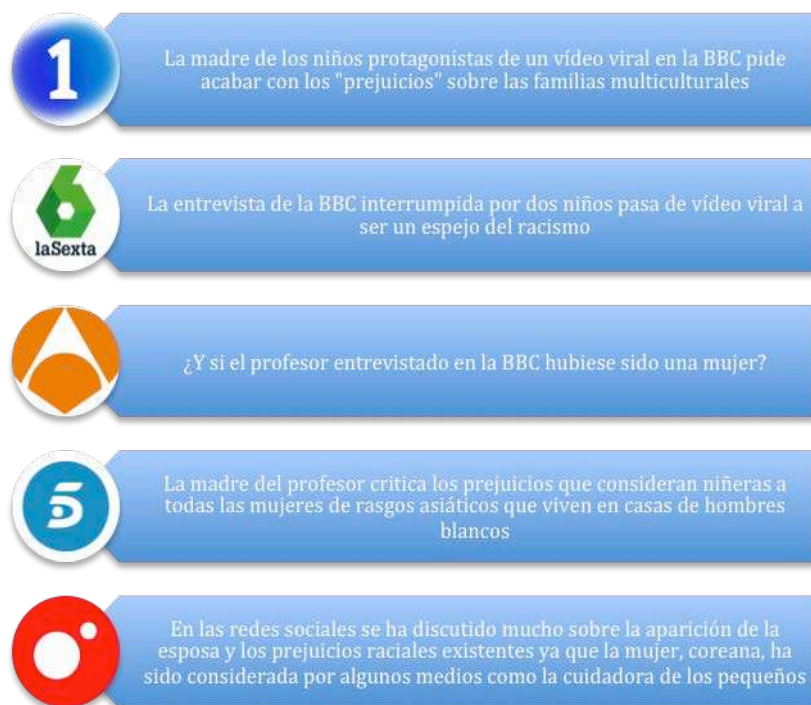 1
La madre de los niños protagonistas de un vídeo viral en la BBC pide
acabar con los "prejuicios" sobre las familias multiculturales
6
laSexta
La entrevista de la BBC interrumpida por dos niños pasa de vídeo viral a
ser un espejo del racismo
¿Y si el profesor entrevistado en la BBC hubiese sido una mujer?
5
La madre del profesor critica los prejuicios que consideran niñeras a
todas las mujeres de rasgos asiáticos que viven en casas de hombres
blancos
En las redes sociales se ha discutido mucho sobre la aparición de la
esposa y los prejuicios raciales existentes ya que la mujer, coreana, ha
sido considerada por algunos medios como la cuidadora de los pequeños